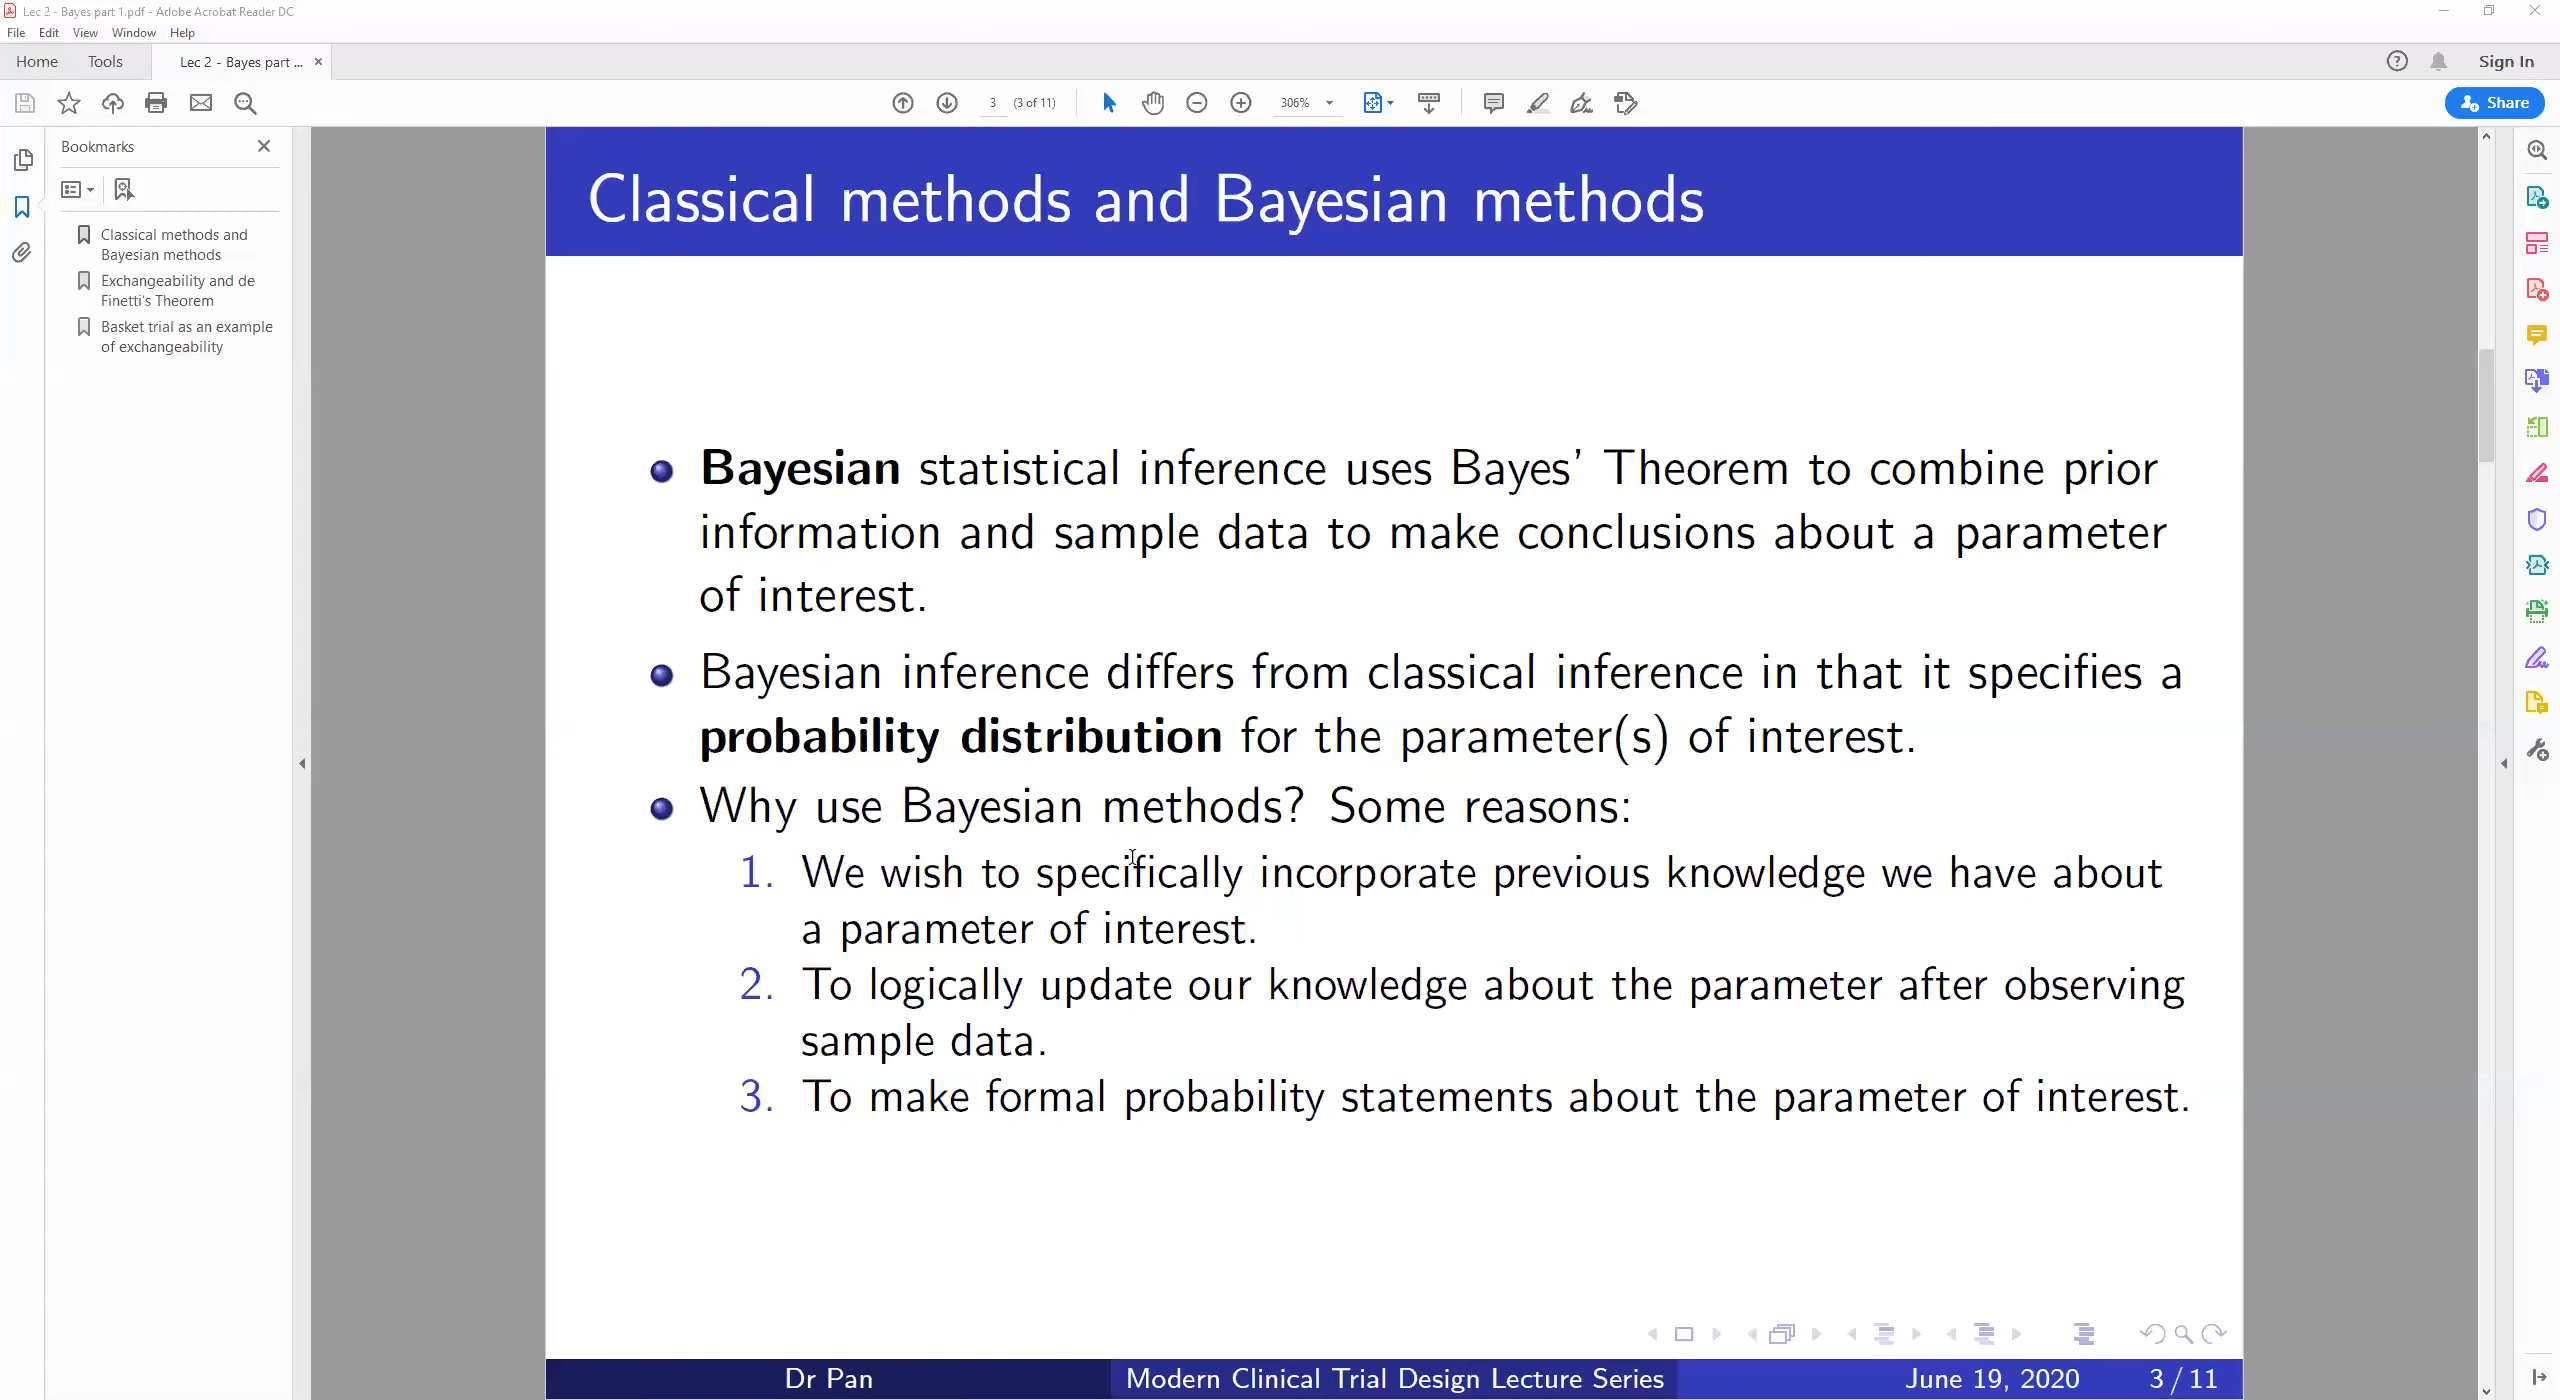 Lec 2 - Bayes part 1.pdf - Adobe Acrobat Reader DC
File Edit View Window Help
Home Tools Lec 2 - Bayes part ... Sign In
3 (3 of 11) 306% Share
Bookmarks
Classical methods and
Bayesian methods
Exchangeability and de
Finetti's Theorem
Basket trial as an example
of exchangeability
Classical methods and Bayesian methods
Bayesian statistical inference uses Bayes' Theorem to combine prior
information and sample data to make conclusions about a parameter
of interest.
Bayesian inference differs from classical inference in that it specifies a
probability distribution for the parameter(s) of interest.
Why use Bayesian methods? Some reasons:
1. We wish to specifically incorporate previous knowledge we have about
a parameter of interest.
2. To logically update our knowledge about the parameter after observing
sample data.
3. To make formal probability statements about the parameter of interest.
Dr Pan Modern Clinical Trial Design Lecture Series June 19, 2020 3 / 11